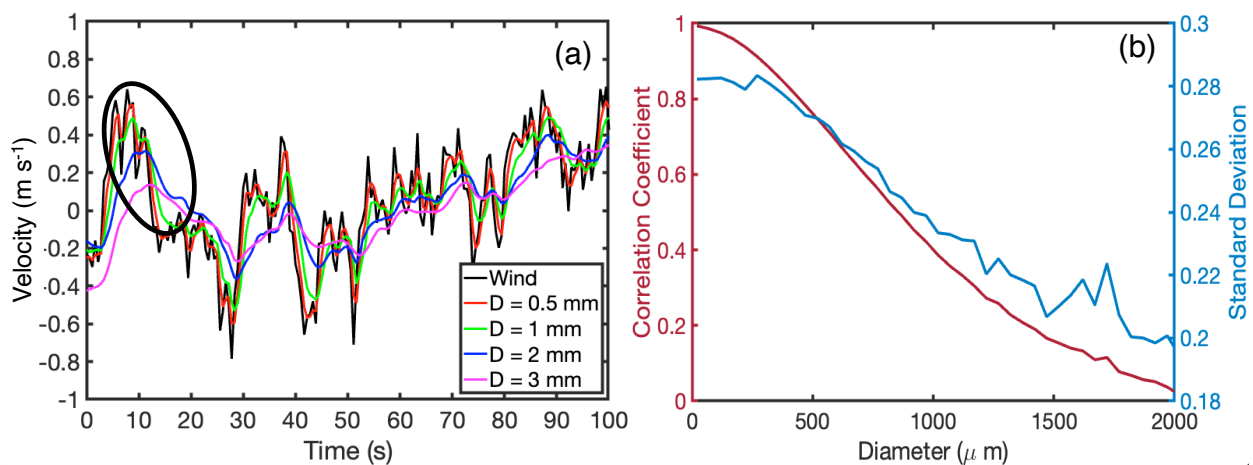 (a)
Velocity (m s-1)
1
0.8
0.6
0.4
0.2
0
-0.2
-0.4
-0.6
-0.8
-1
0 10 20 30 40 50 60 70 80 90 100
Time (s)
Wind
D = 0.5 mm
D = 1 mm
D = 2 mm
D = 3 mm
(b)
Correlation Coefficient
1
0.8
0.6
0.4
0.2
0
0 500 1000 1500 2000
Diameter (μ m)
0.3
0.28
0.26
0.24
0.22
0.2
0.18
Standard Deviation